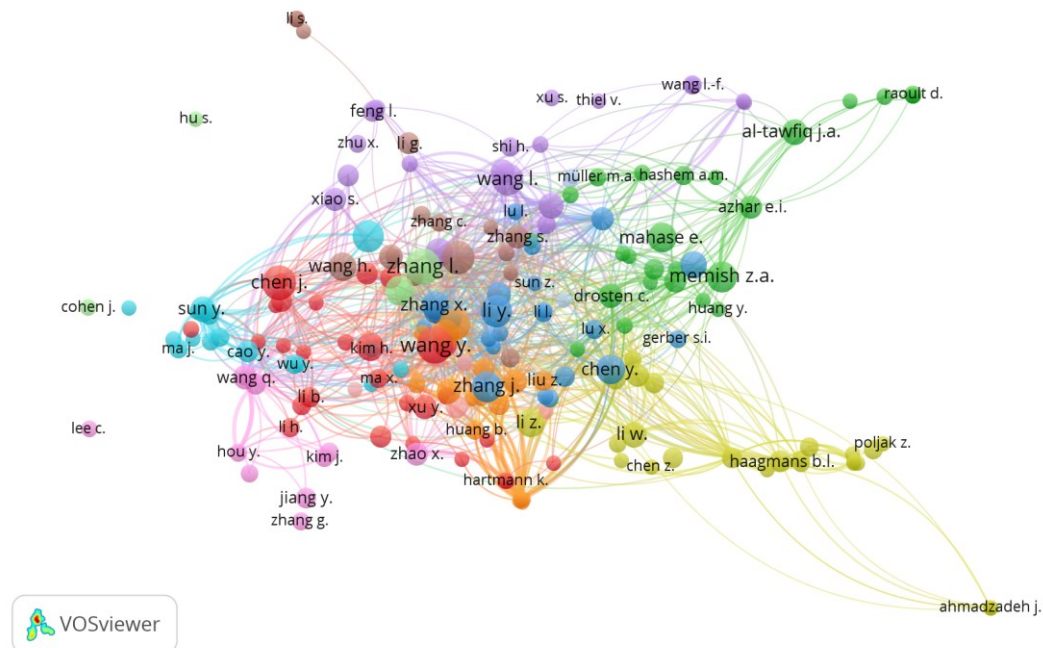 li s.
wang l.-f.
raoult d.
xu s.
thiel v.
feng l.
hu s.
al-tawfiq j.a.
zhu x.
li g.
shi h.
müller m.a.
hashem a.m.
wang l.
xiao s.
azhar e.i.
lu l.
zhang c.
zhang s.
mahase e.
wang h.
zhang l.
memish z.a.
chen j.
sun z.
drosten c.
cohen j.
sun y.
zhang x.
li y.
li l.
huang y.
lu x.
gerber s.i.
ma j.
cao y.
kim h.
wang y.
wu y.
chen y.
wang q.
ma x.
zhang j.
liu z.
li b.
xu y.
li z.
lee c.
li h.
huang b.
li w.
poljak z.
hou y.
kim j.
zhao x.
chen z.
haagmans b.l.
hartmann k.
jiang y.
zhang g.
ahmadzadeh j.
VOSviewer